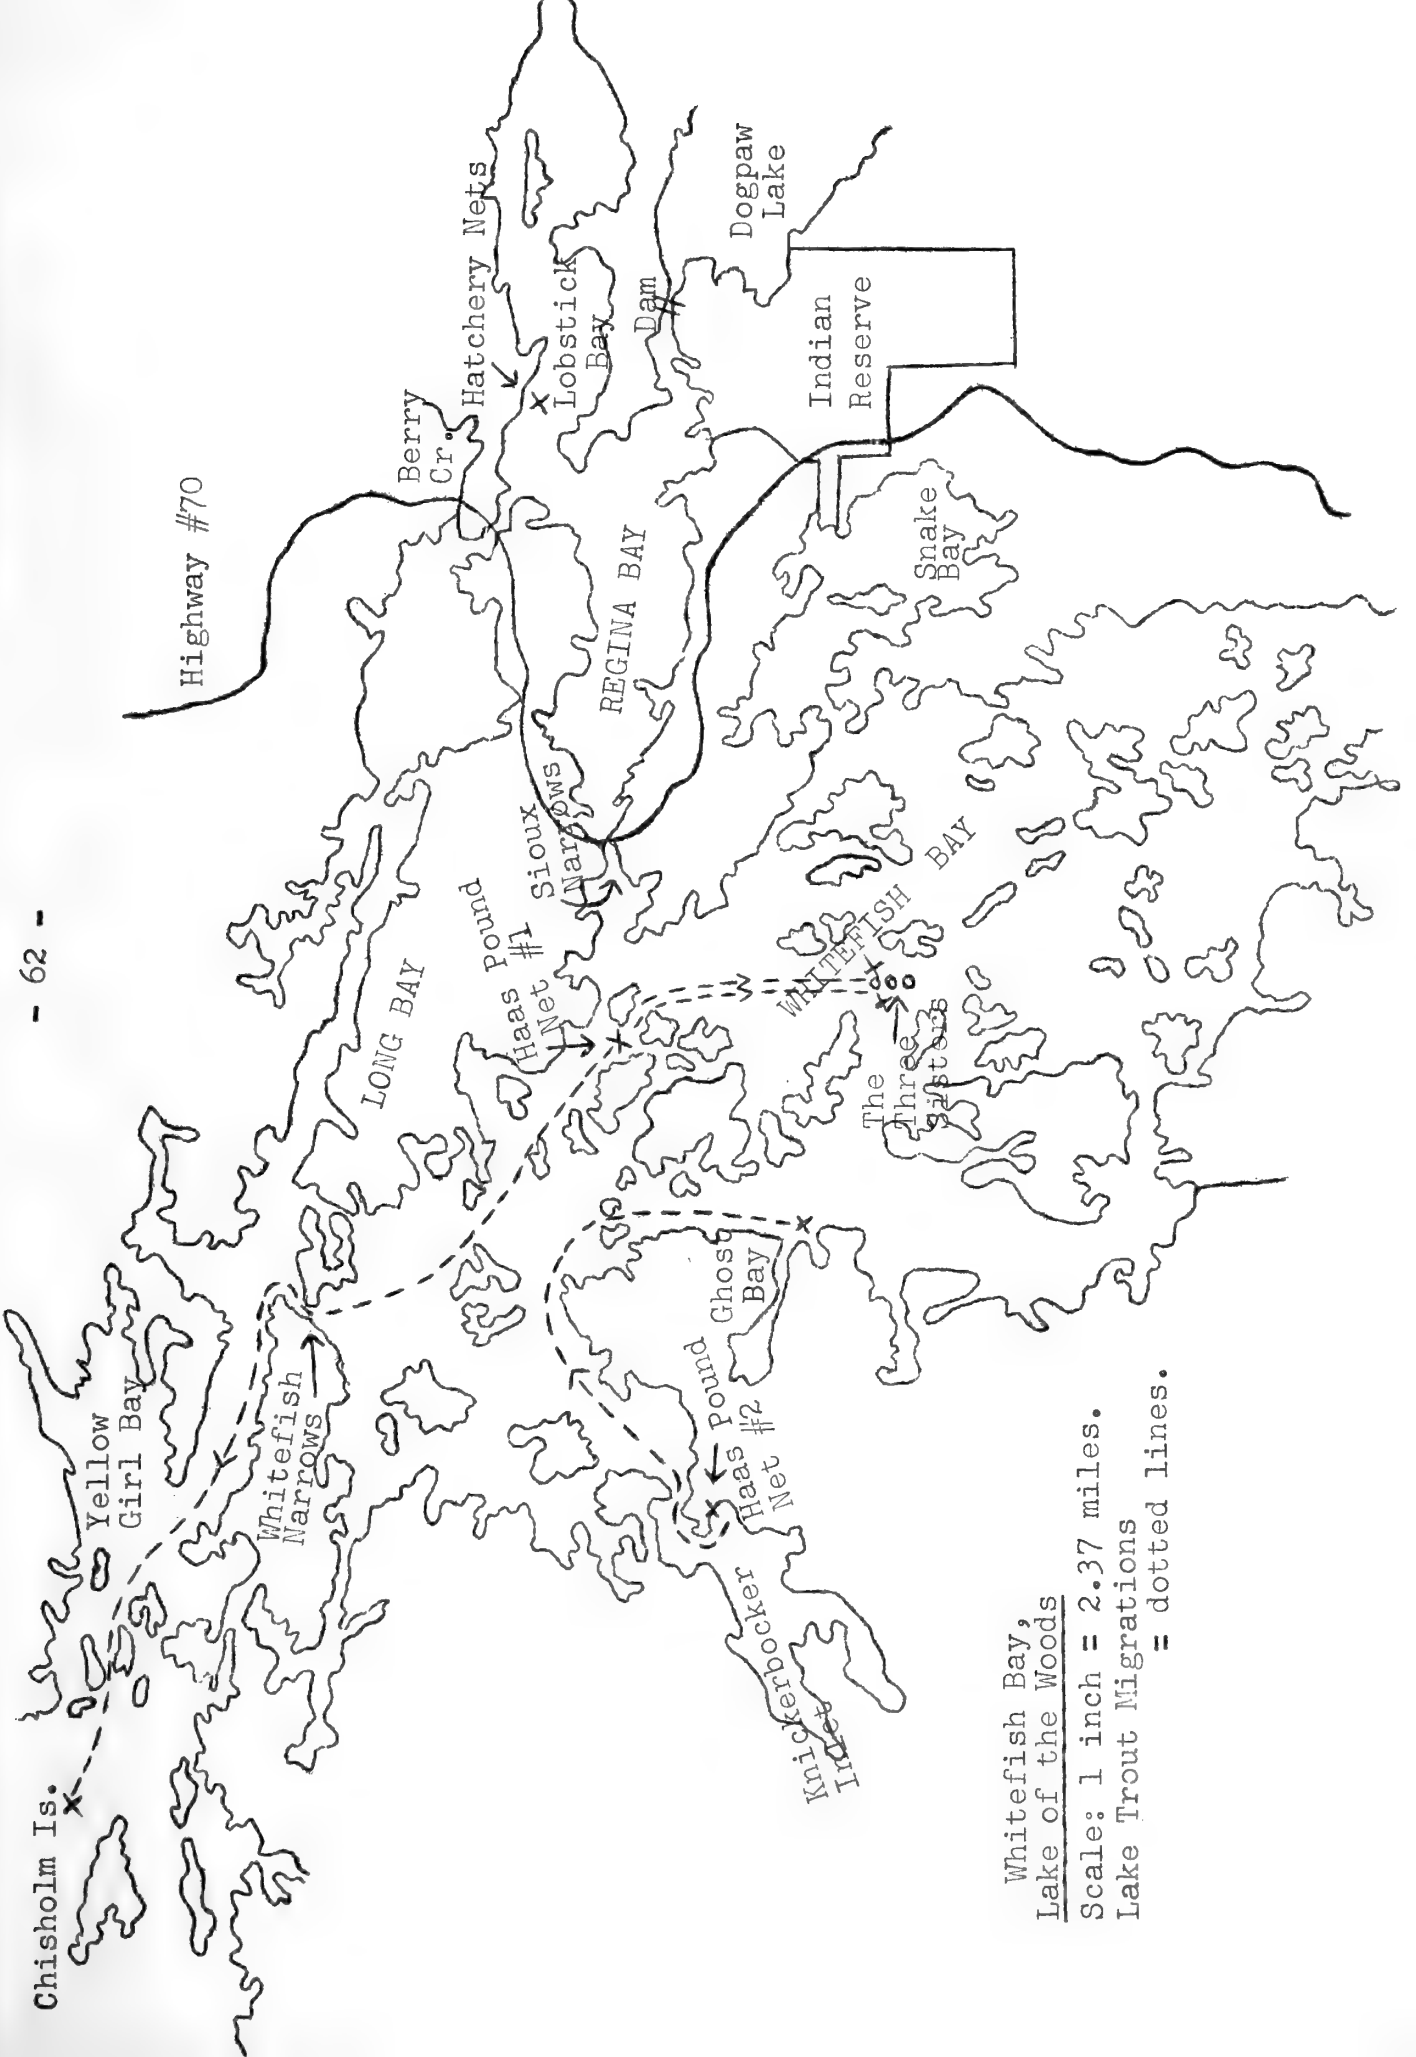 - 62 -
Highway #70
Berry
Cr.
Hatchery Nets
Lobstick
Bay
Dam
Dogpaw
Lake
Indian
Reserve
Snake
Bay
REGINA BAY
Sioux
Narrows
Haas Pound
Net #1
LONG BAY
WHITEFISH BAY
The
Three
Sisters
Yelllow
Girl Bay
Whitefish
Narrows
Ghost
Bay
Haas Pound
Net #2
Knickerbocker
Inlet
Chisholm Is.
Whitefish Bay,
Lake of the Woods
Scale: 1 inch = 2.37 miles.
Lake Trout Migrations
= dotted lines.